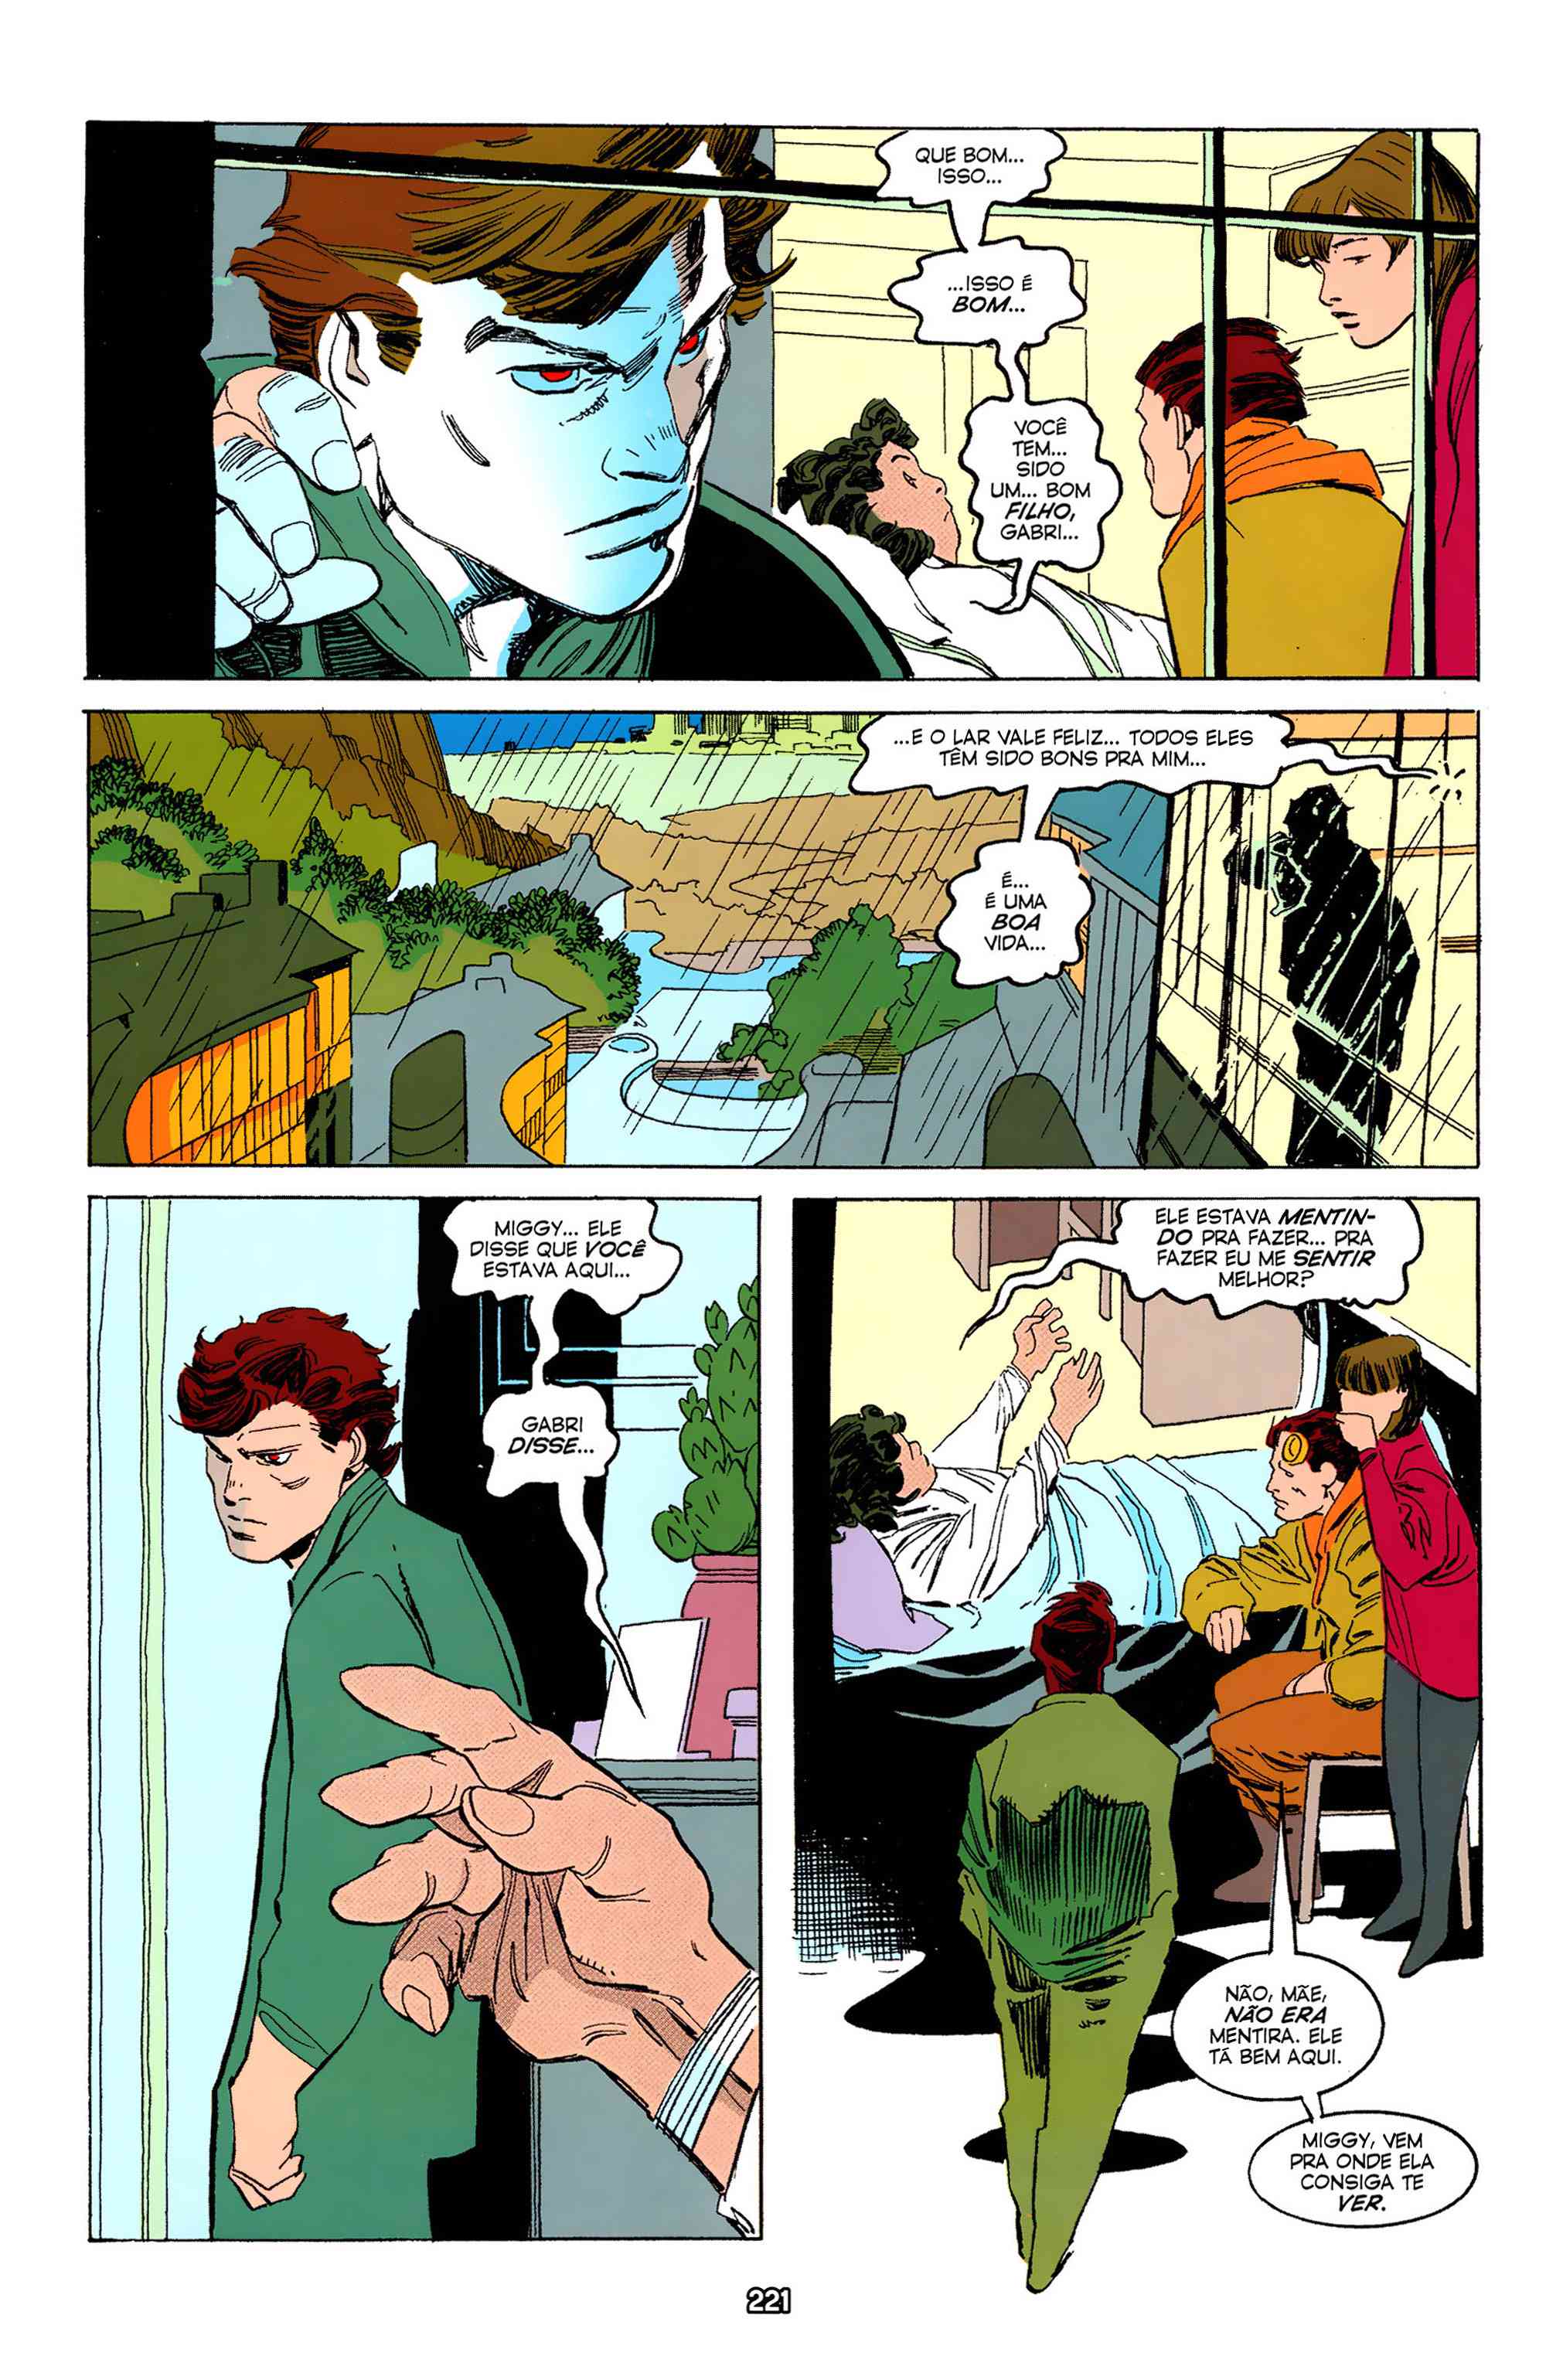 QUE BOM...
ISSO...
...ISSO É
BOM...
VOCÊ
TEM...
SIDO
UM... BOM
FILHO,
GABRI...
...E O LAR VALE FELIZ... TODOS ELES
TÊM SIDO BONS PRA MIM...
É...
É UMA
BOA
VIDA...
MIGGY... ELE
DISSE QUE VOCÊ
ESTAVA AQUI...
GABRI
DISSE...
ELE ESTAVA MENTIN-
DO PRA FAZER... PRA
FAZER EU ME SENTIR
MELHOR?
NÃO, MÃE,
NÃO ERA
MENTIRA. ELE
TÁ BEM AQUI.
MIGGY, VEM
PRA ONDE ELA
CONSIGA TE
VER.
221